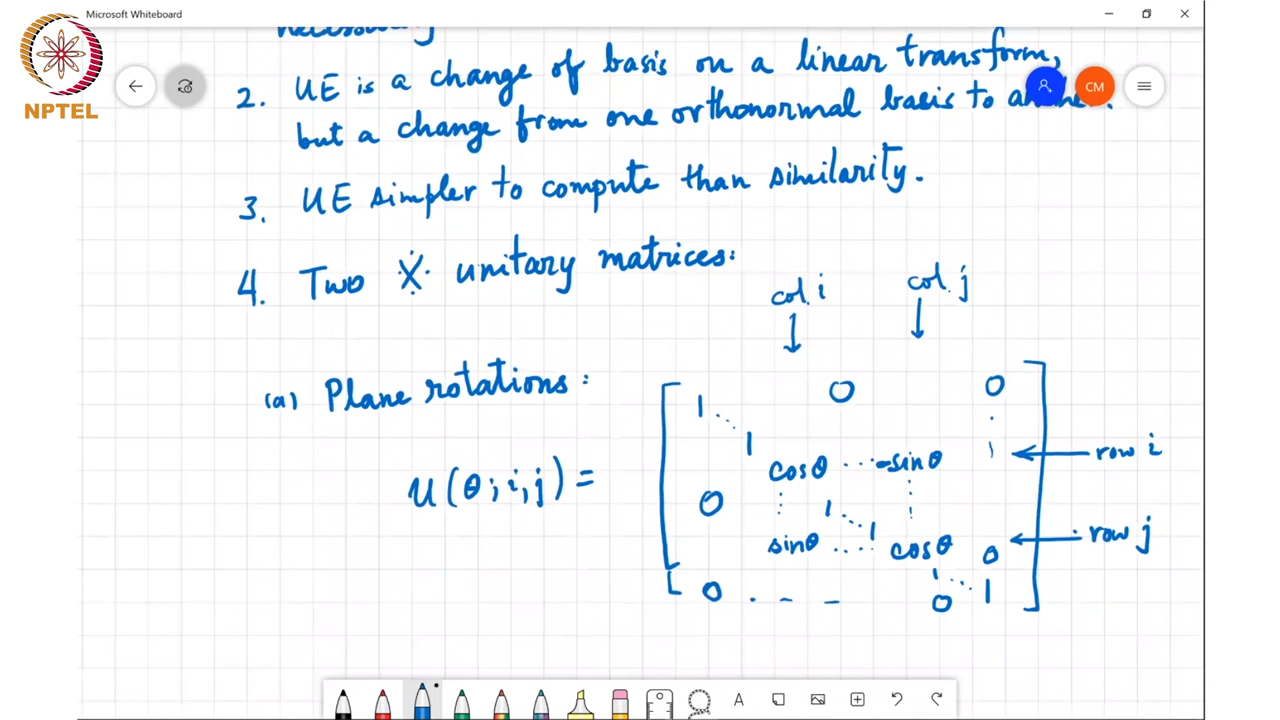 Microsoft Whiteboard
NPTEL
2. UE is a change of basis on a linear transform,
but a change from one orthonormal basis to
CM
3. UE simpler to compute than similarity.
4. Two ※ unitary matrices:
col. i col. j
↓ ↓
(a) Plane rotations:
U(θ; i, j) =
1 0 0
1
cosθ ... -sinθ ← row i
0 1
1
sinθ .... cosθ 0 ← row j
1
0 . - - 0 1
A